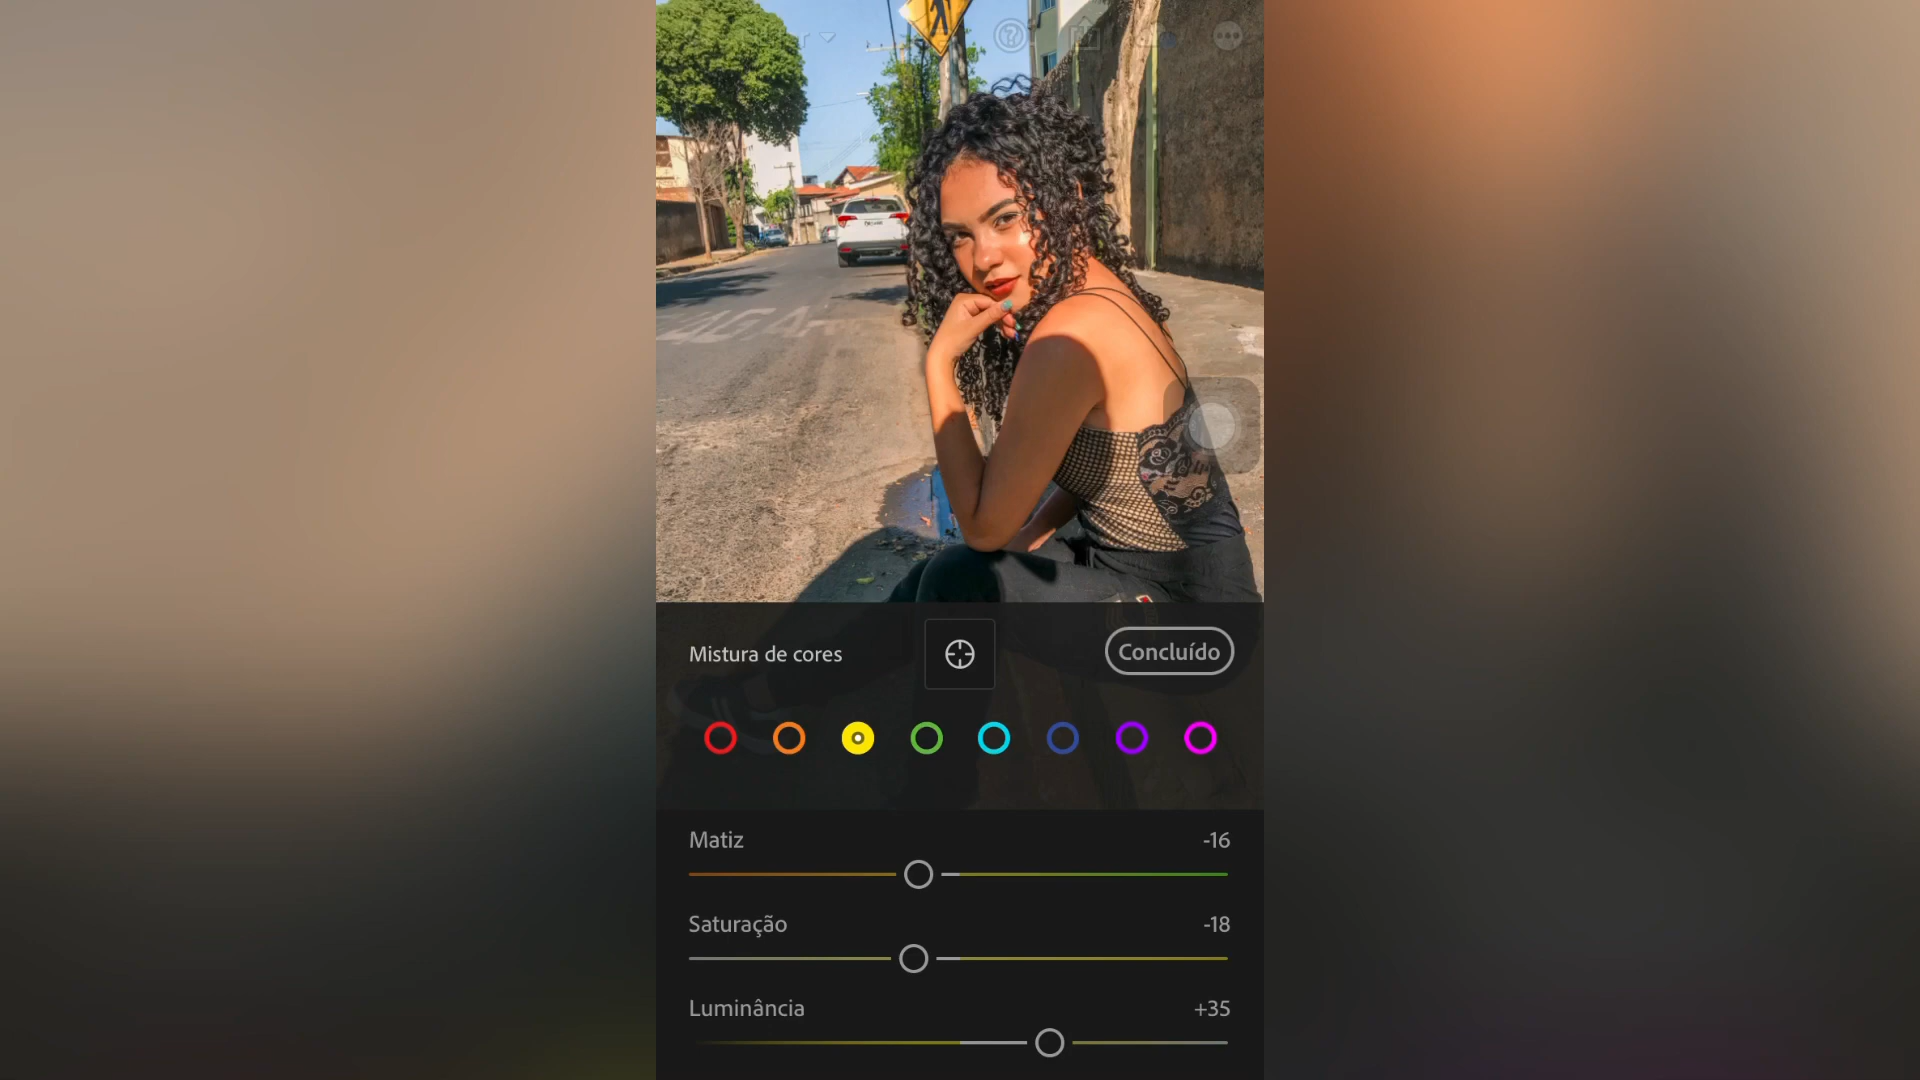 Mistura de cores
Concluído
Matiz
-16
Saturação
-18
Luminância
+35